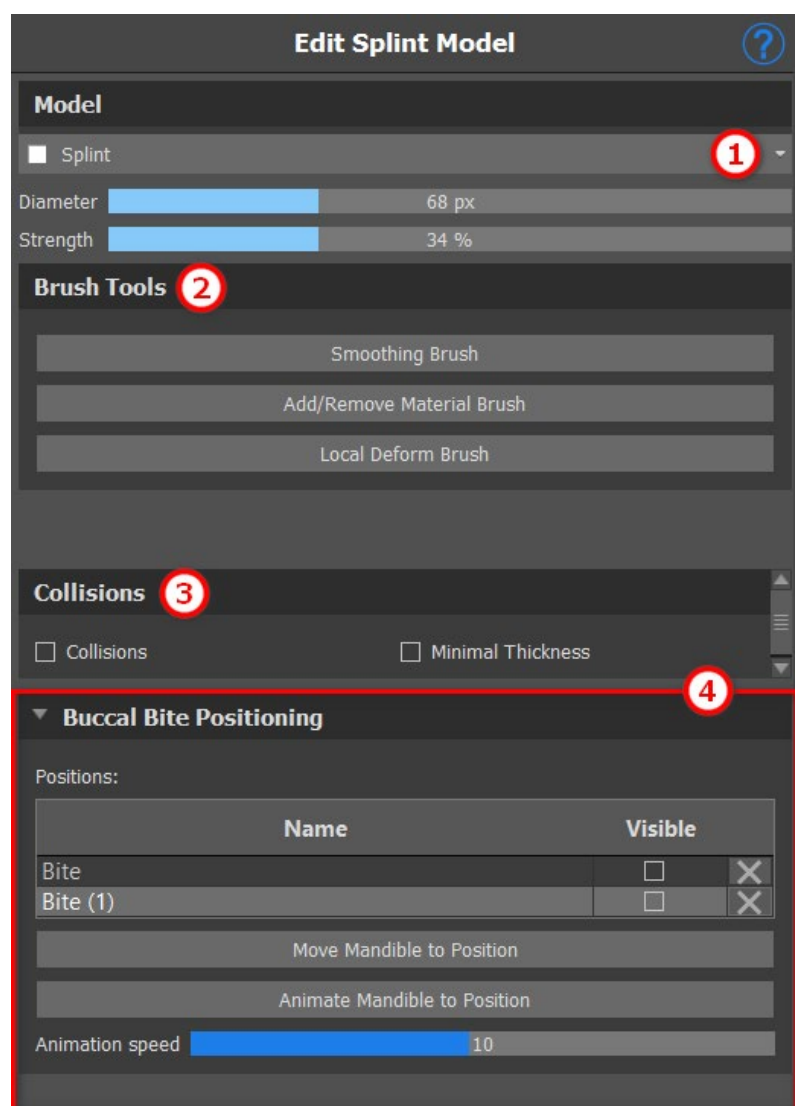 Edit Splint Model ?
Model
Splint 1
Diameter 68 px
Strength 34 %
Brush Tools 2
Smoothing Brush
Add/Remove Material Brush
Local Deform Brush
Collisions 3
Collisions Minimal Thickness
4
Buccal Bite Positioning
Positions:
Name Visible
Bite
Bite (1)
Move Mandible to Position
Animate Mandible to Position
Animation speed 10